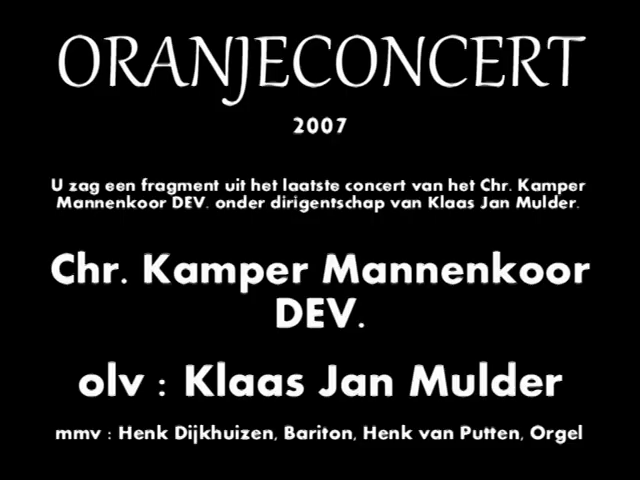 ORANJECONCERT
2007
U zag een fragment uit het laatste concert van het Chr. Kamper
Mannenkoor DEV. onder dirigentschap van Klaas Jan Mulder.
Chr. Kamper Mannenkoor
DEV.
olv : Klaas Jan Mulder
mmv : Henk Dijkhuizen, Bariton, Henk van Putten, Orgel